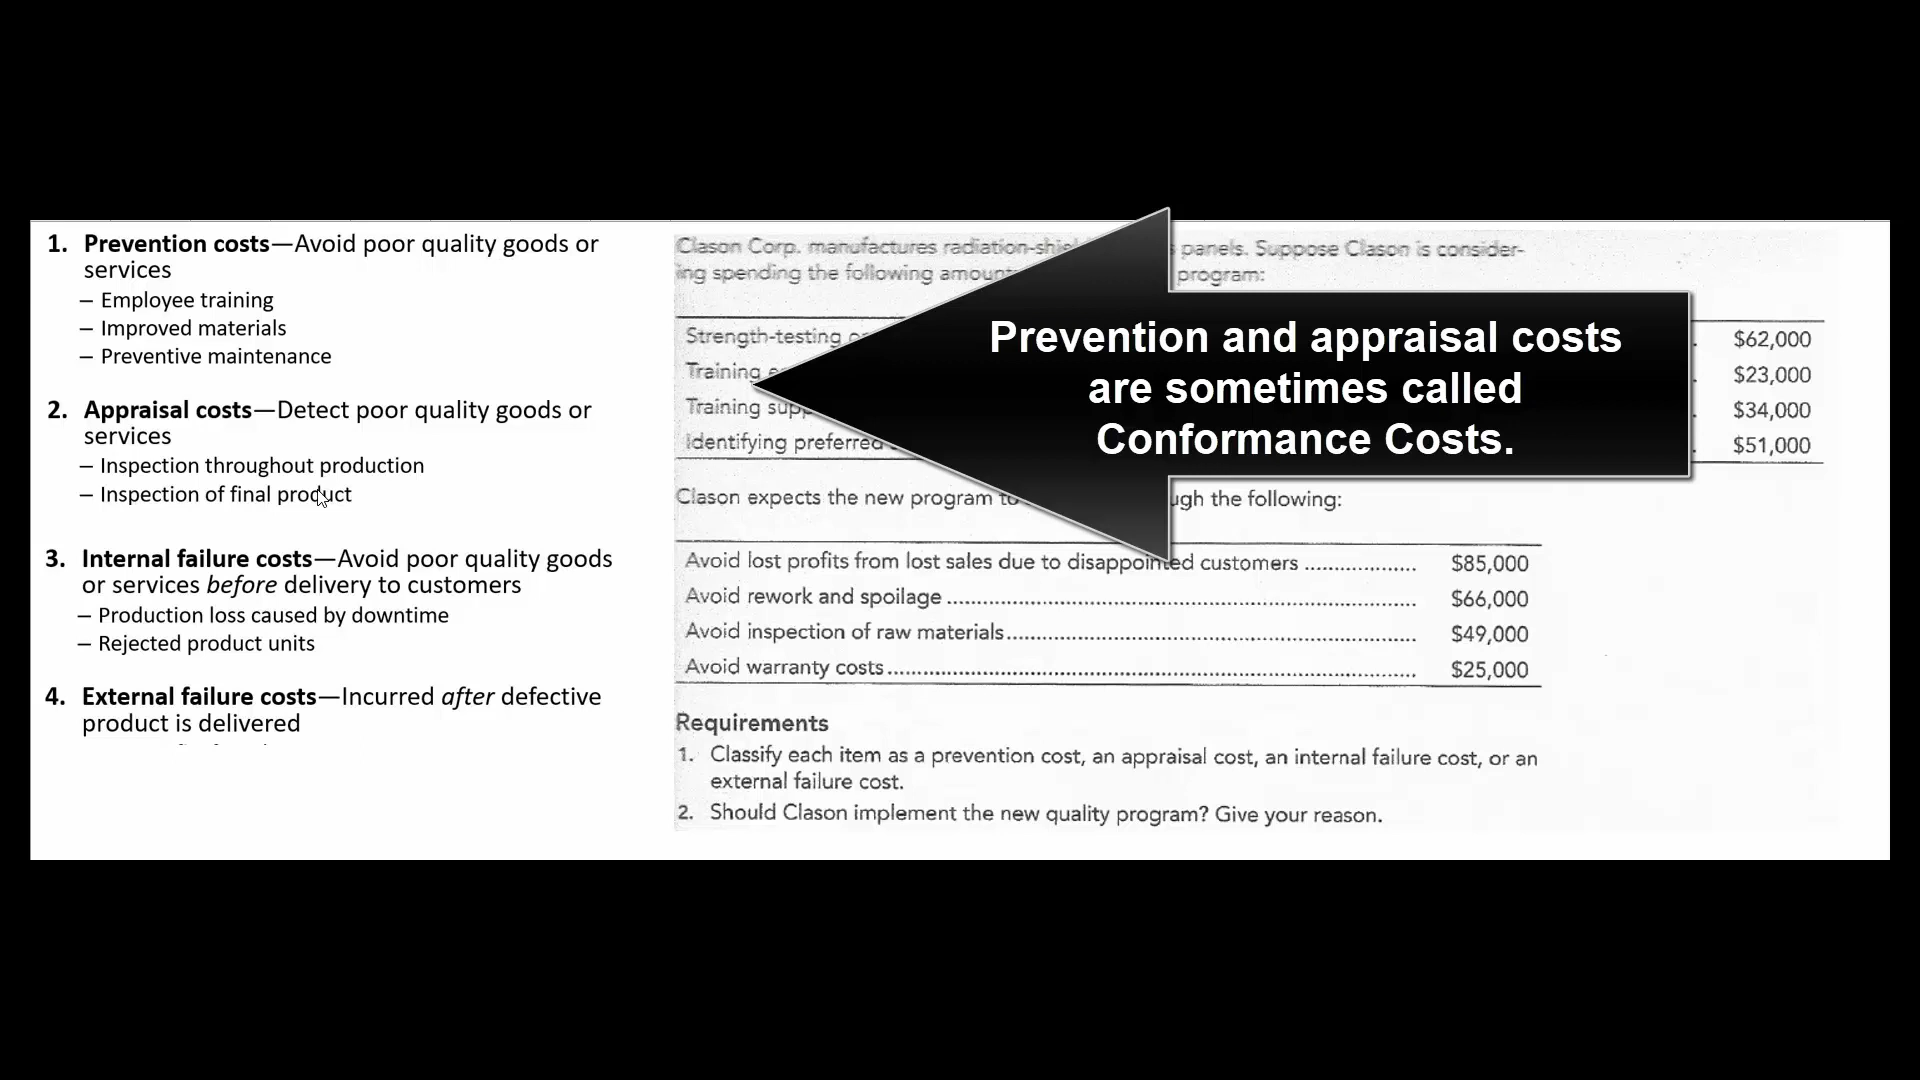 1. Prevention costs—Avoid poor quality goods or
services
– Employee training
– Improved materials
– Preventive maintenance
2. Appraisal costs—Detect poor quality goods or
services
– Inspection throughout production
– Inspection of final product
3. Internal failure costs—Avoid poor quality goods
or services before delivery to customers
– Production loss caused by downtime
– Rejected product units
4. External failure costs—Incurred after defective
product is delivered
Clason Corp. manufactures panels. Suppose Clason is consider-
ing spending the following program:
Strength-testing $62,000
Training $23,000
Training $34,000
Identifying preferred $51,000
Clason expects the new program the following:
Avoid lost profits from lost sales due to disappointed customers .................. $85,000
Avoid rework and spoilage .................. $66,000
Avoid inspection of raw materials .................. $49,000
Avoid warranty costs .................. $25,000
Requirements
1. Classify each item as a prevention cost, an appraisal cost, an internal failure cost, or an
external failure cost.
2. Should Clason implement the new quality program? Give your reason.
Prevention and appraisal costs
are sometimes called
Conformance Costs.